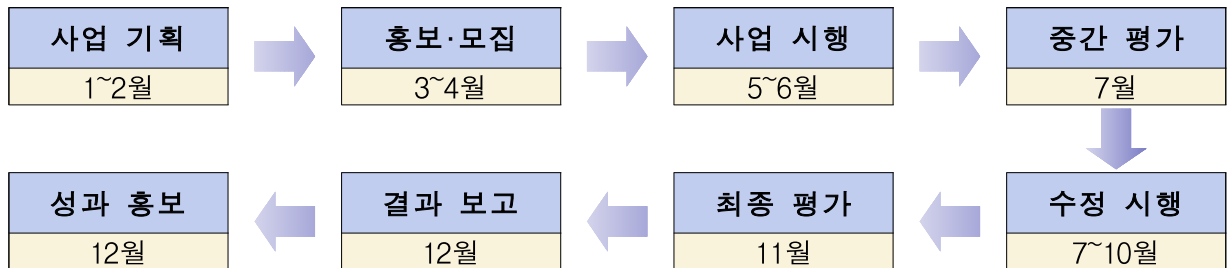 사업 기획
1~2월
홍보·모집
3~4월
사업 시행
5~6월
중간 평가
7월
수정 시행
7~10월
최종 평가
11월
결과 보고
12월
성과 홍보
12월